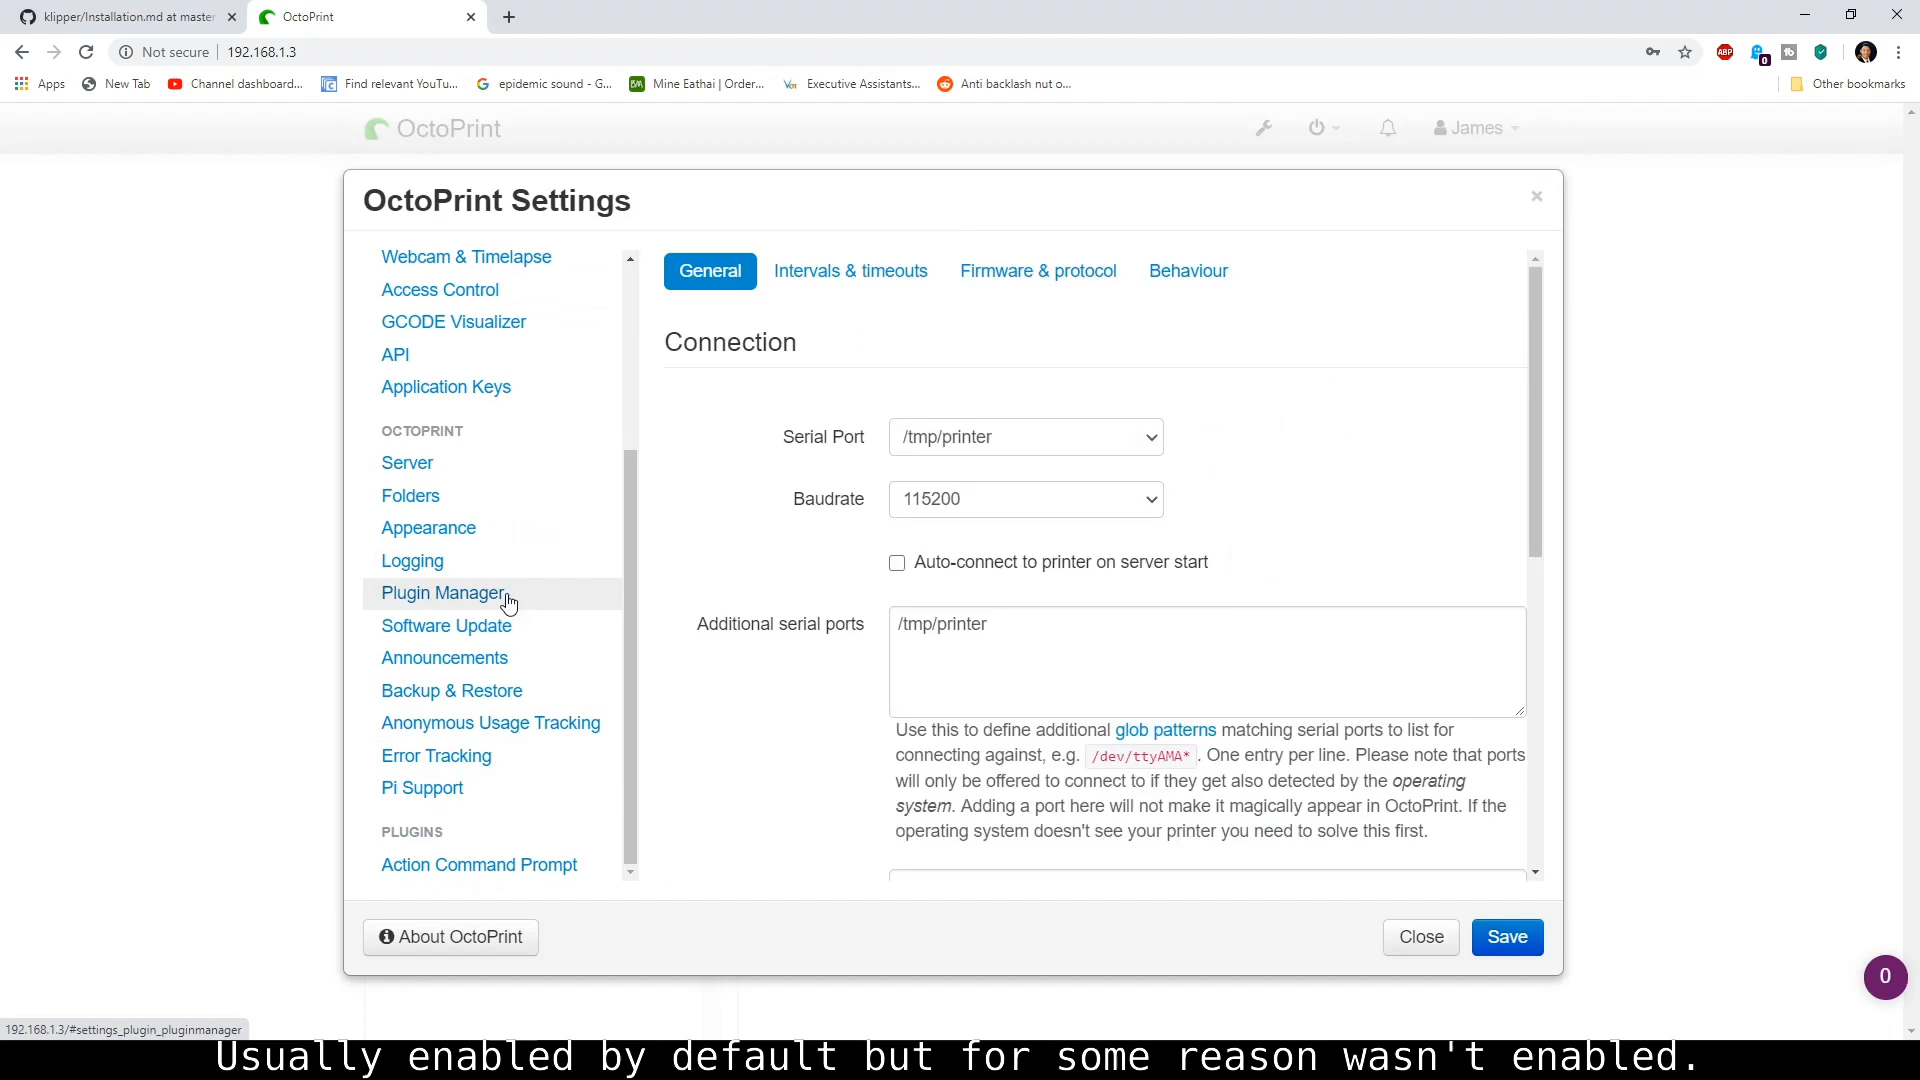 klipper/Installation.md at master
OctoPrint
Not secure
192.168.1.3
ABP
0
Apps
New Tab
Channel dashboard...
Find relevant YouTu...
epidemic sound - G...
Mine Eathai | Order...
Executive Assistants...
Anti backlash nut o...
Other bookmarks
OctoPrint
James
OctoPrint Settings
Webcam & Timelapse
Access Control
GCODE Visualizer
API
Application Keys
OCTOPRINT
Server
Folders
Appearance
Logging
Plugin Manager
Software Update
Announcements
Backup & Restore
Anonymous Usage Tracking
Error Tracking
Pi Support
PLUGINS
Action Command Prompt
General
Intervals & timeouts
Firmware & protocol
Behaviour
Connection
Serial Port
/tmp/printer
Baudrate
115200
Auto-connect to printer on server start
Additional serial ports
/tmp/printer
Use this to define additional glob patterns matching serial ports to list for
connecting against, e.g. /dev/ttyAMA* . One entry per line. Please note that ports
will only be offered to connect to if they get also detected by the operating
system. Adding a port here will not make it magically appear in OctoPrint. If the
operating system doesn't see your printer you need to solve this first.
About OctoPrint
Close
Save
0
192.168.1.3/#settings_plugin_pluginmanager
Usually enabled by default but for some reason wasn't enabled.